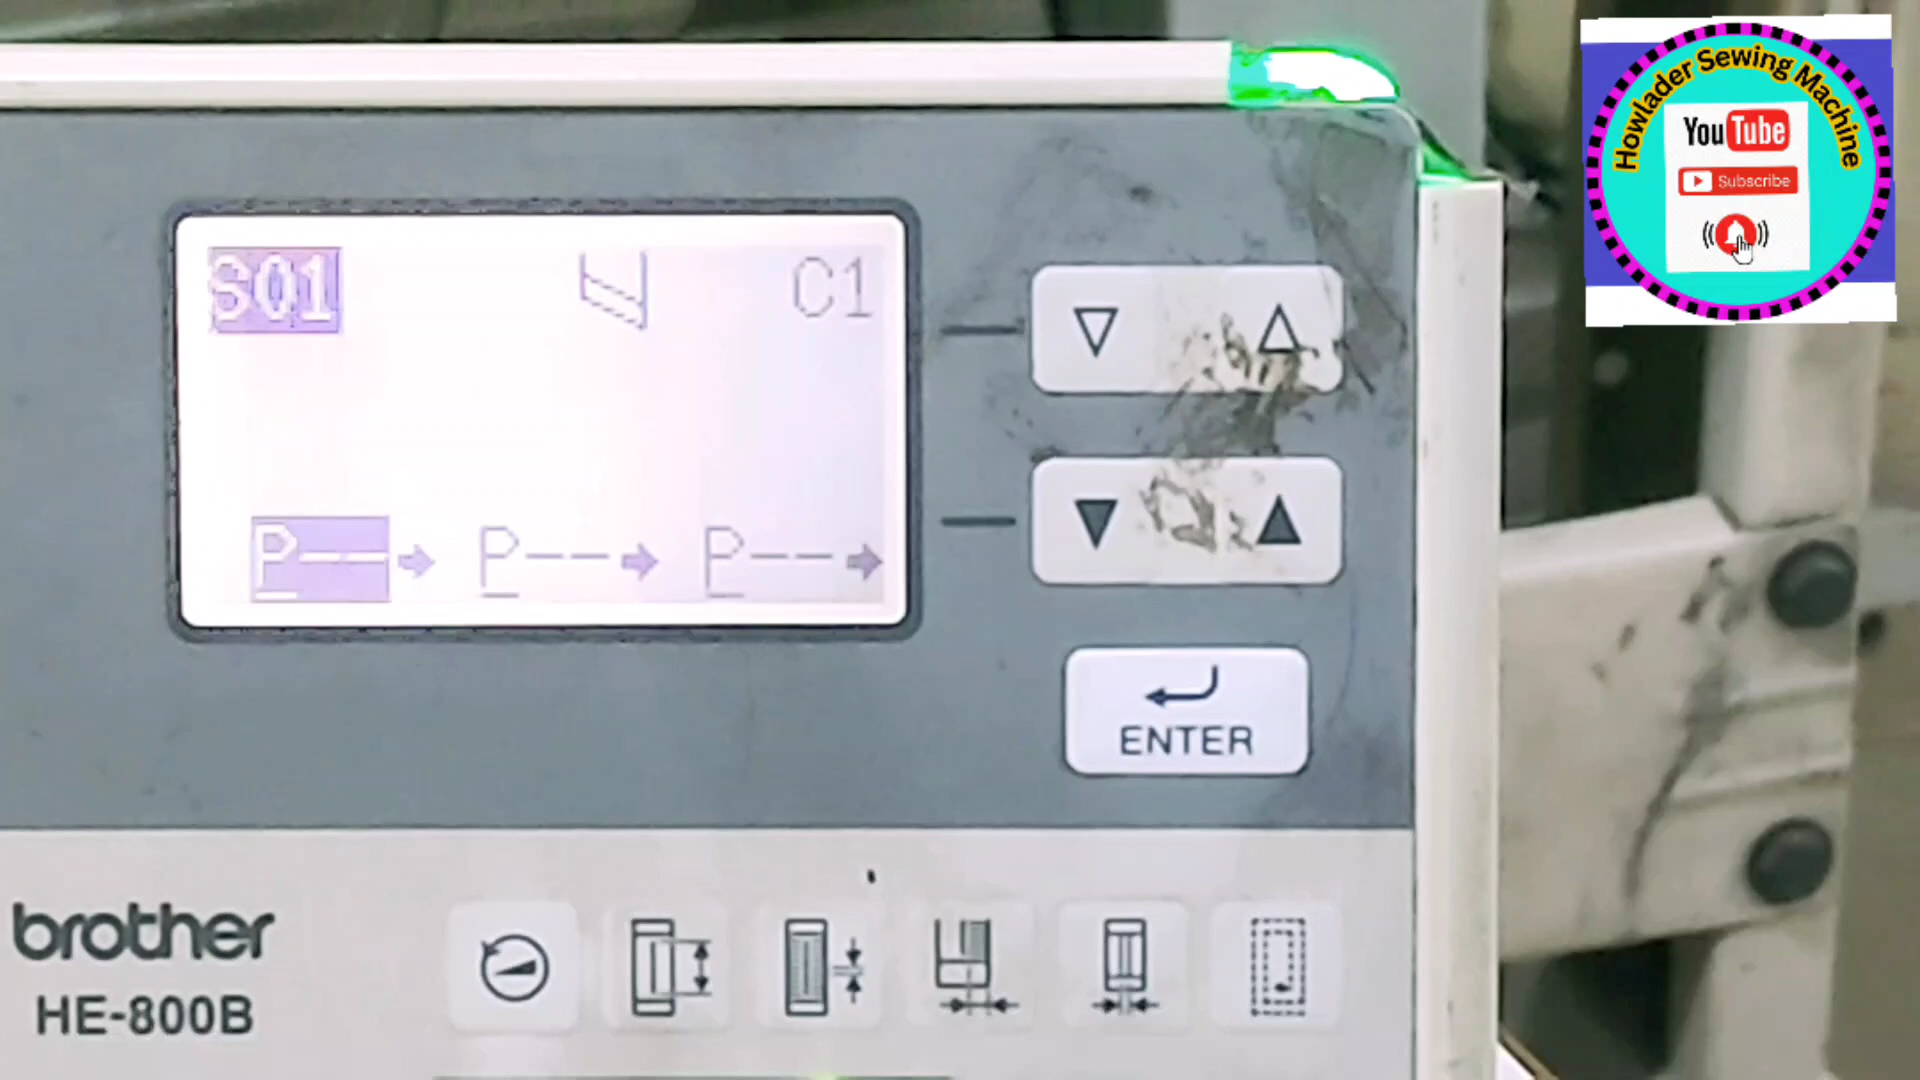 S01 C1
P-- P-- P--
ENTER
brother
HE-800B
Howlader Sewing Machine
YouTube
Subscribe